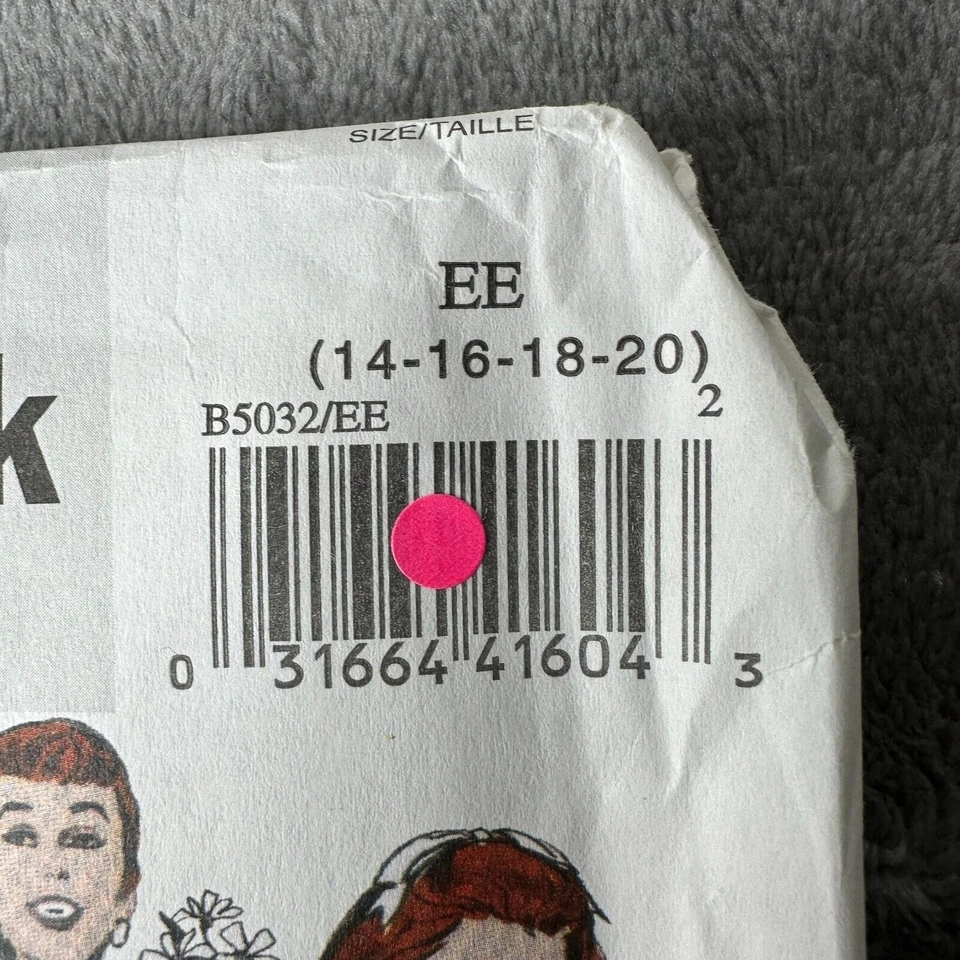 SIZE/TAILLE
EE
(14-16-18-20)
B5032/EE 2
k
0 31664 41604 3